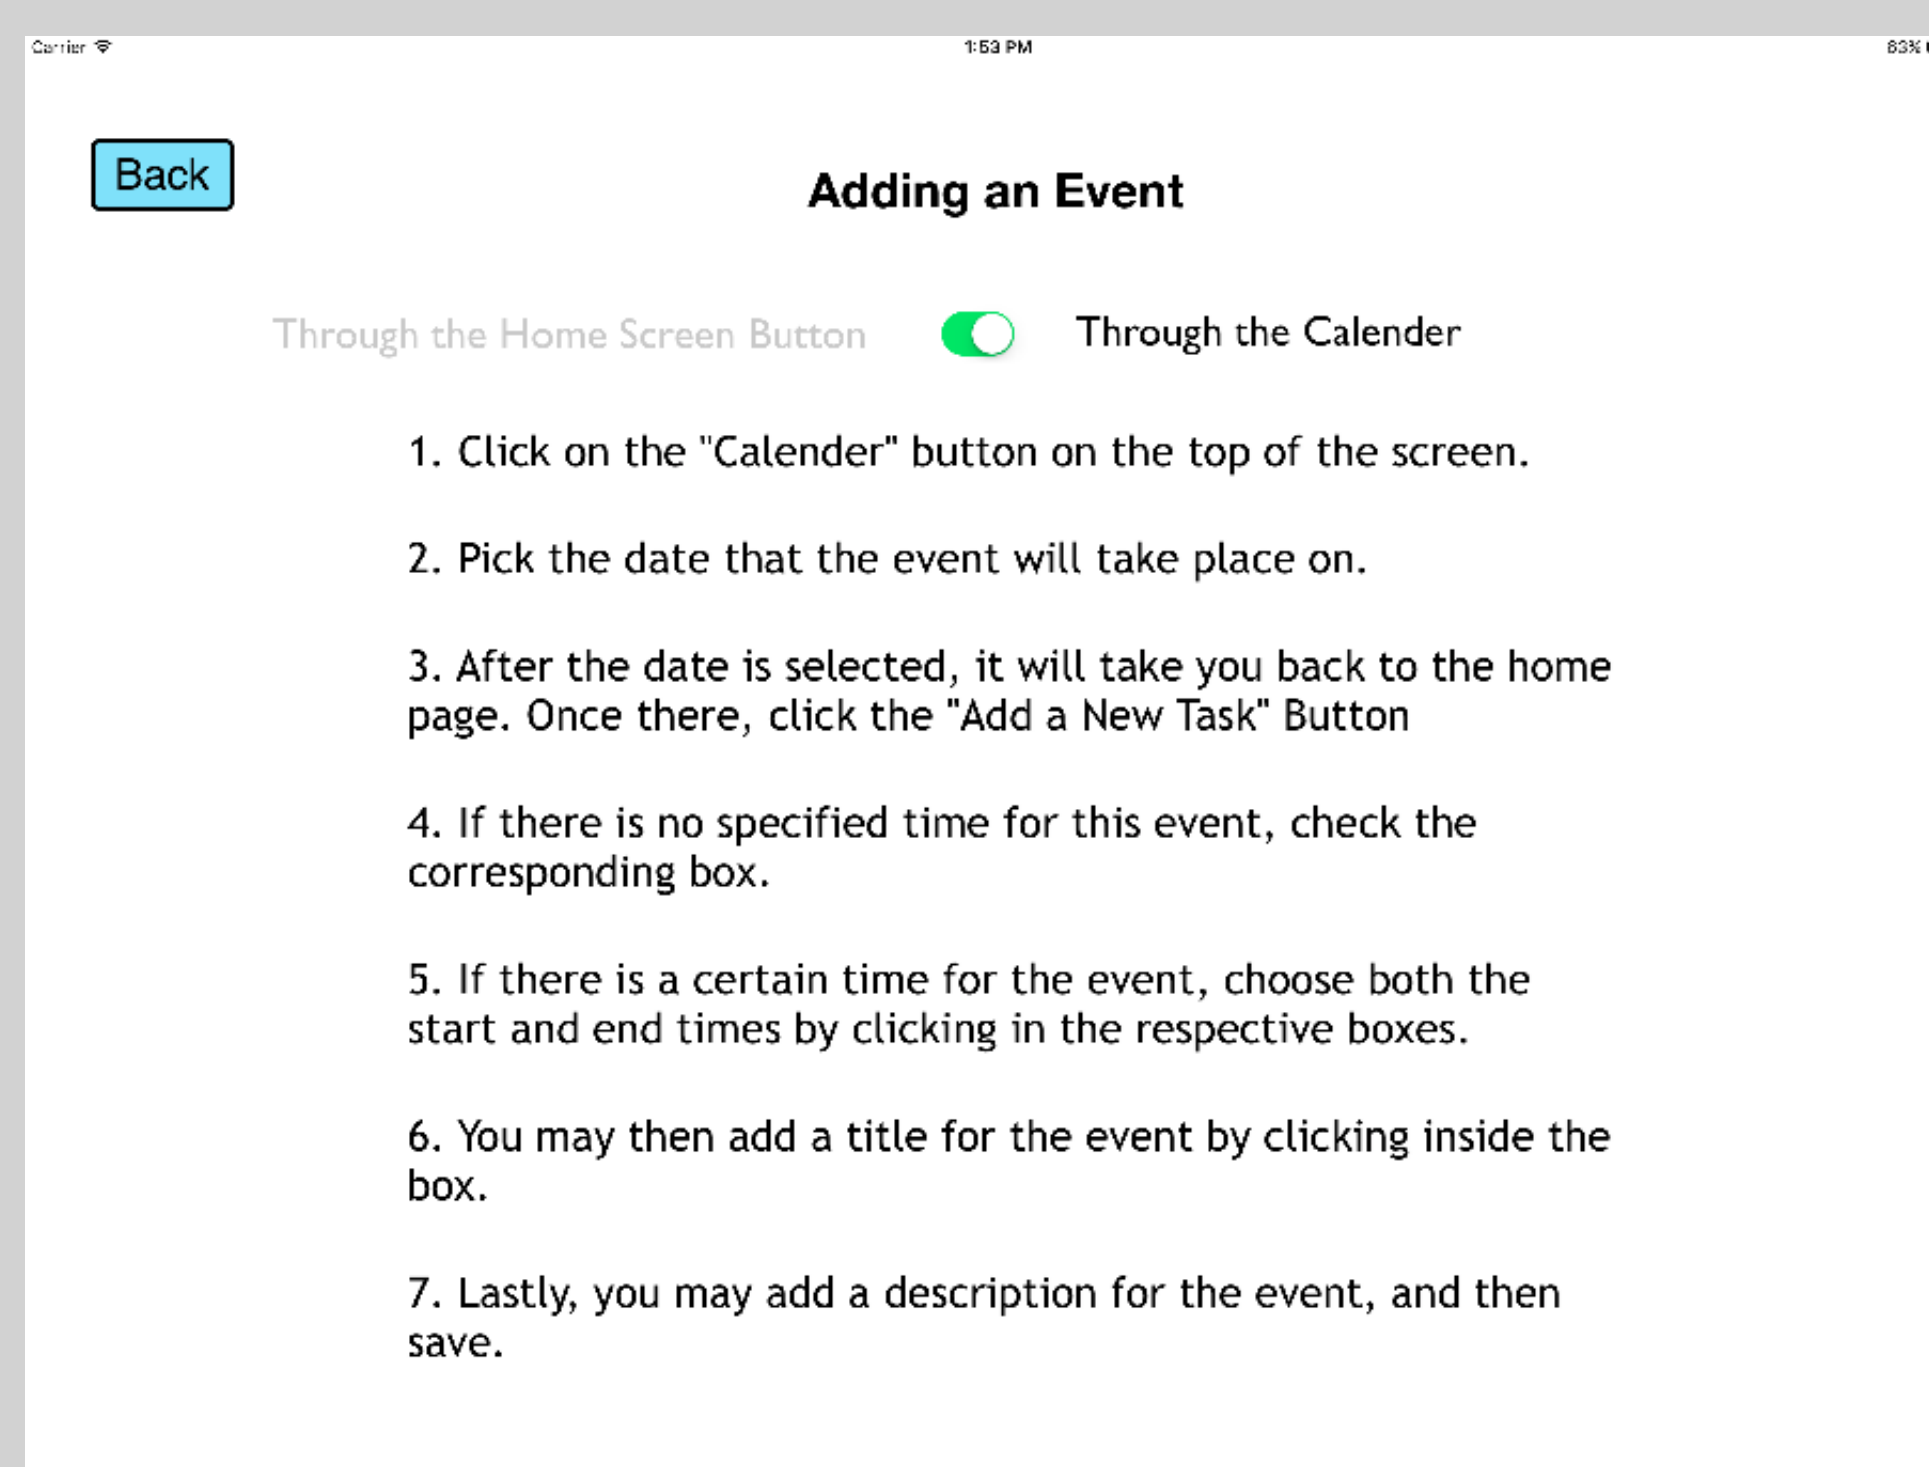 Carrier
1:53 PM
63%
Back
Adding an Event
Through the Home Screen Button
Through the Calender
1. Click on the "Calender" button on the top of the screen.
2. Pick the date that the event will take place on.
3. After the date is selected, it will take you back to the home
page. Once there, click the "Add a New Task" Button
4. If there is no specified time for this event, check the
corresponding box.
5. If there is a certain time for the event, choose both the
start and end times by clicking in the respective boxes.
6. You may then add a title for the event by clicking inside the
box.
7. Lastly, you may add a description for the event, and then
save.